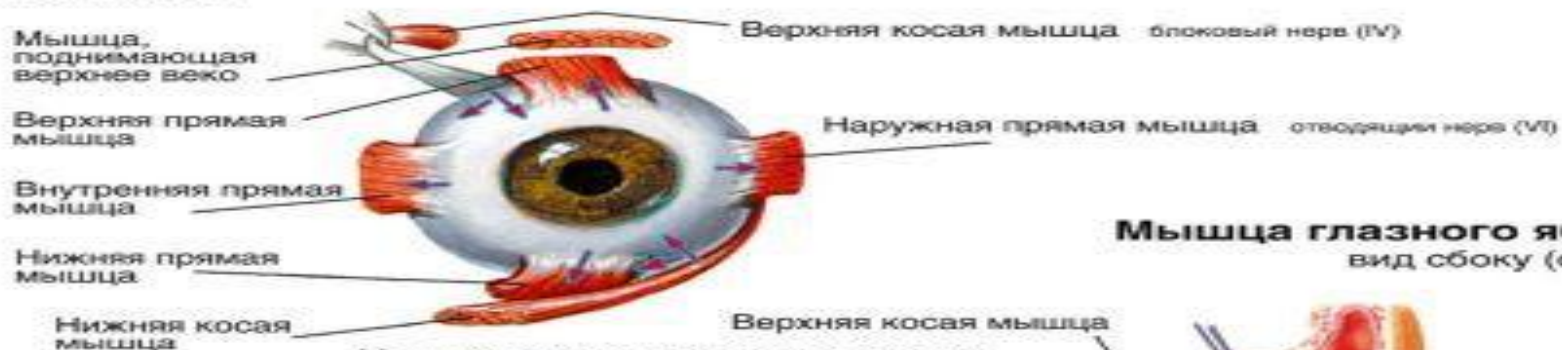 Мышца,
поднимающая
верхнее веко
Верхняя косая мышца блоковый нерв (IV)
Верхняя прямая
мышца
Наружная прямая мышца отводящий нерв (VI)
Внутренняя прямая
мышца
Мышца глазного
вид сбоку
Нижняя прямая
мышца
Нижняя косая
мышца
Верхняя косая мышца